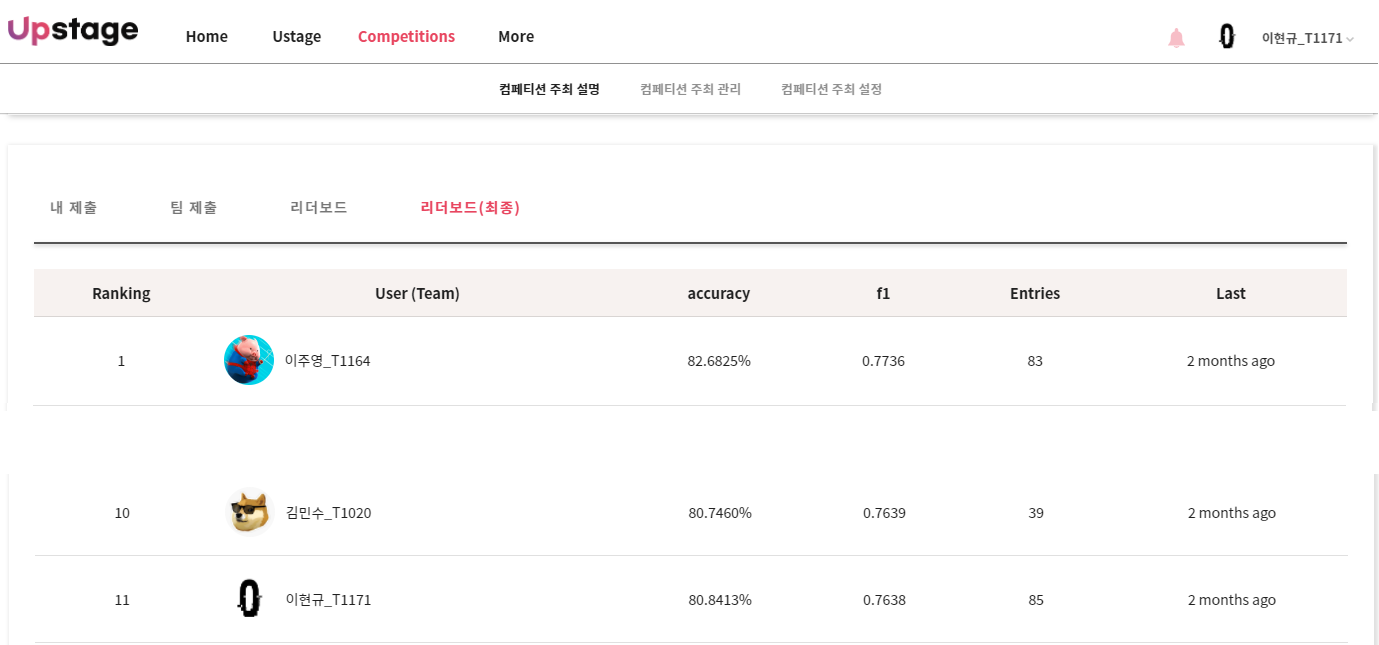 Upstage Home Ustage Competitions More 이현규_T1171
컴페티션 주최 설명 컴페티션 주최 관리 컴페티션 주최 설정
내 제출 팀 제출 리더보드 리더보드(최종)
Ranking User (Team) accuracy f1 Entries Last
1 이주영_T1164 82.6825% 0.7736 83 2 months ago
10 김민수_T1020 80.7460% 0.7639 39 2 months ago
11 이현규_T1171 80.8413% 0.7638 85 2 months ago